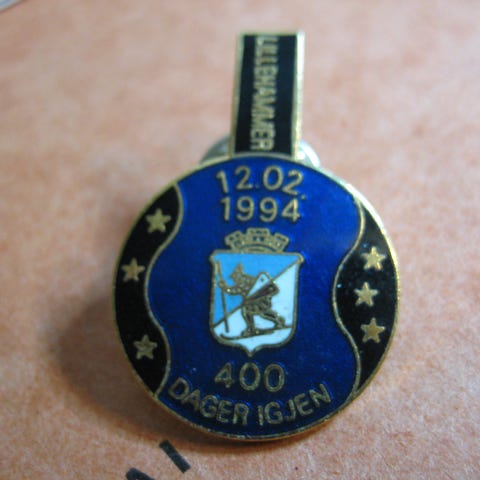 LILLEHAMMER
12.02.
1994
400
DAGER IGJEN